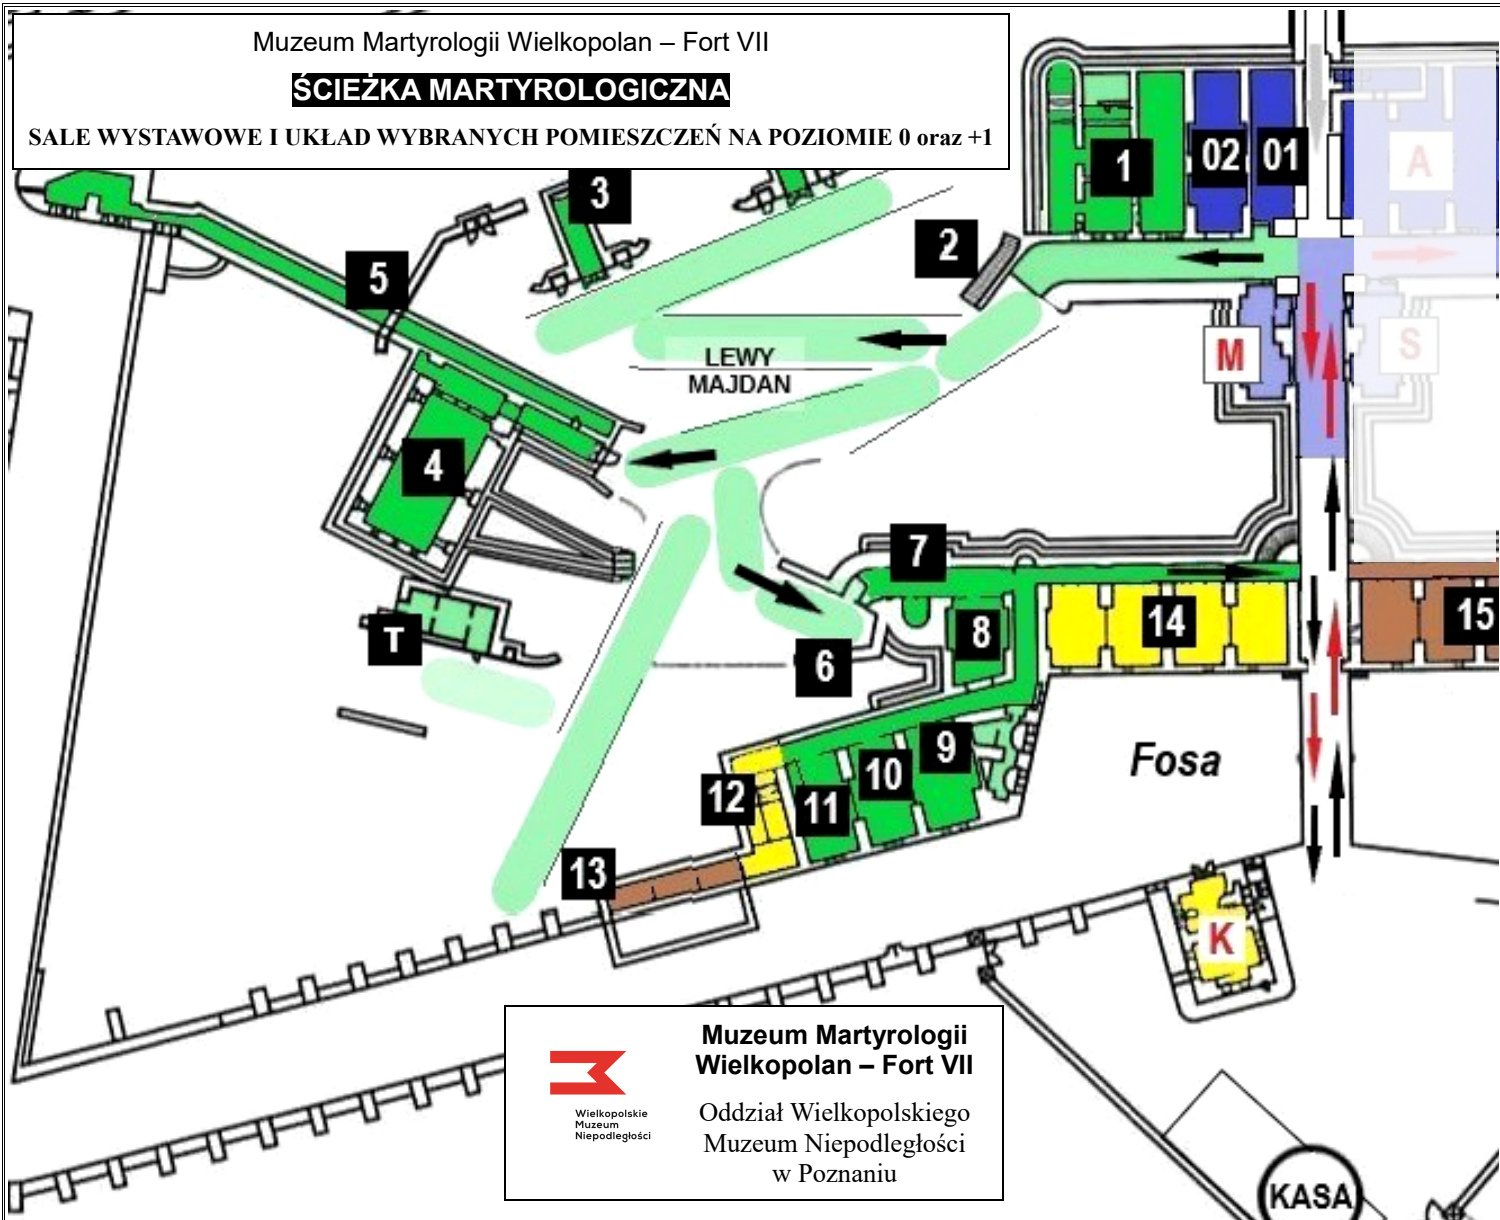 Muzeum Martyrologii Wielkopolan – Fort VII
ŚCIEŻKA MARTYROLOGICZNA
SALE WYSTAWOWE I UKŁAD WYBRANYCH POMIESZCZEŃ NA POZIOMIE 0 oraz +1
1
02
01
A
3
2
5
M
S
LEWY
MAJDAN
4
7
T
8
14
15
6
9
10
11
12
13
Fosa
K
Muzeum Martyrologii
Wielkopolan – Fort VII
Wielkopolskie
Muzeum
Niepodległości
Oddział Wielkopolskiego
Muzeum Niepodległości
w Poznaniu
KASA